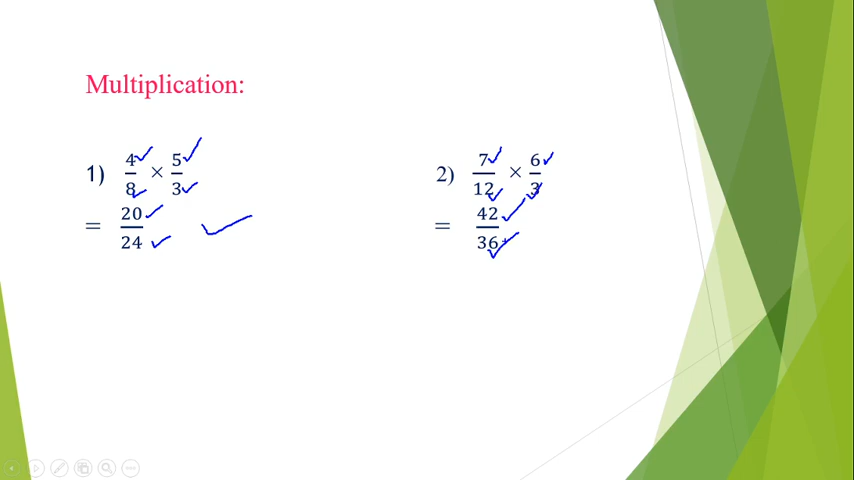 Multiplication:
1) 4/8 × 5/3
= 20/24
2) 7/12 × 6/3
= 42/36